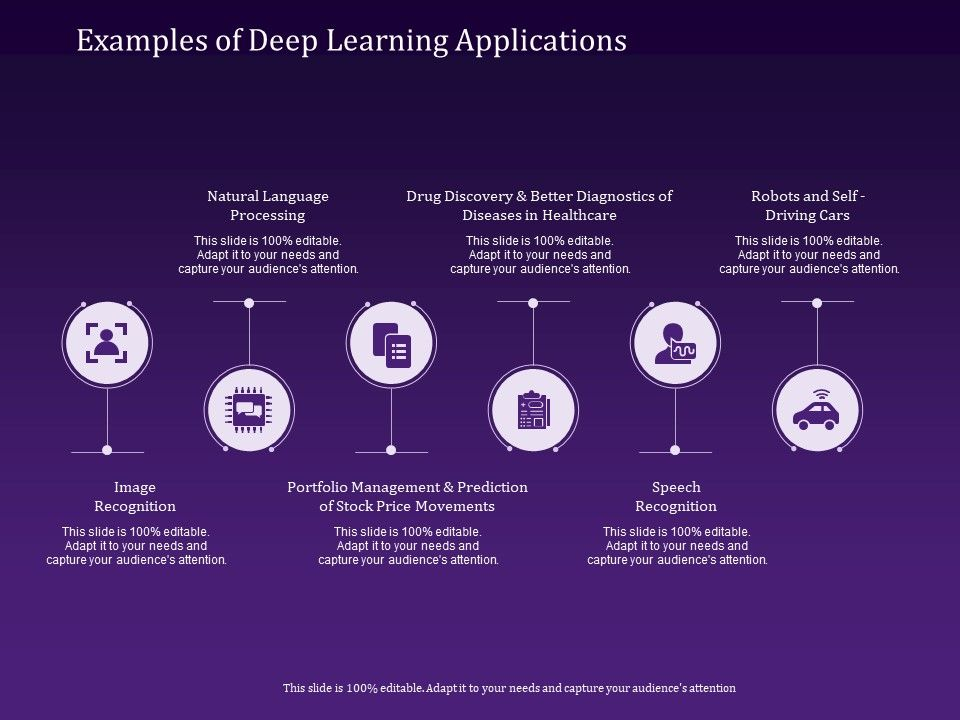 Examples of Deep Learning Applications
Natural Language
Processing
This slide is 100% editable.
Adapt it to your needs and
capture your audience's attention.
Drug Discovery & Better Diagnostics of
Diseases in Healthcare
This slide is 100% editable.
Adapt it to your needs and
capture your audience's attention.
Robots and Self -
Driving Cars
This slide is 100% editable.
Adapt it to your needs and
capture your audience's attention.
Image
Recognition
This slide is 100% editable.
Adapt it to your needs and
capture your audience's attention.
Portfolio Management & Prediction
of Stock Price Movements
This slide is 100% editable.
Adapt it to your needs and
capture your audience's attention.
Speech
Recognition
This slide is 100% editable.
Adapt it to your needs and
capture your audience's attention.
This slide is 100% editable. Adapt it to your needs and capture your audience's attention